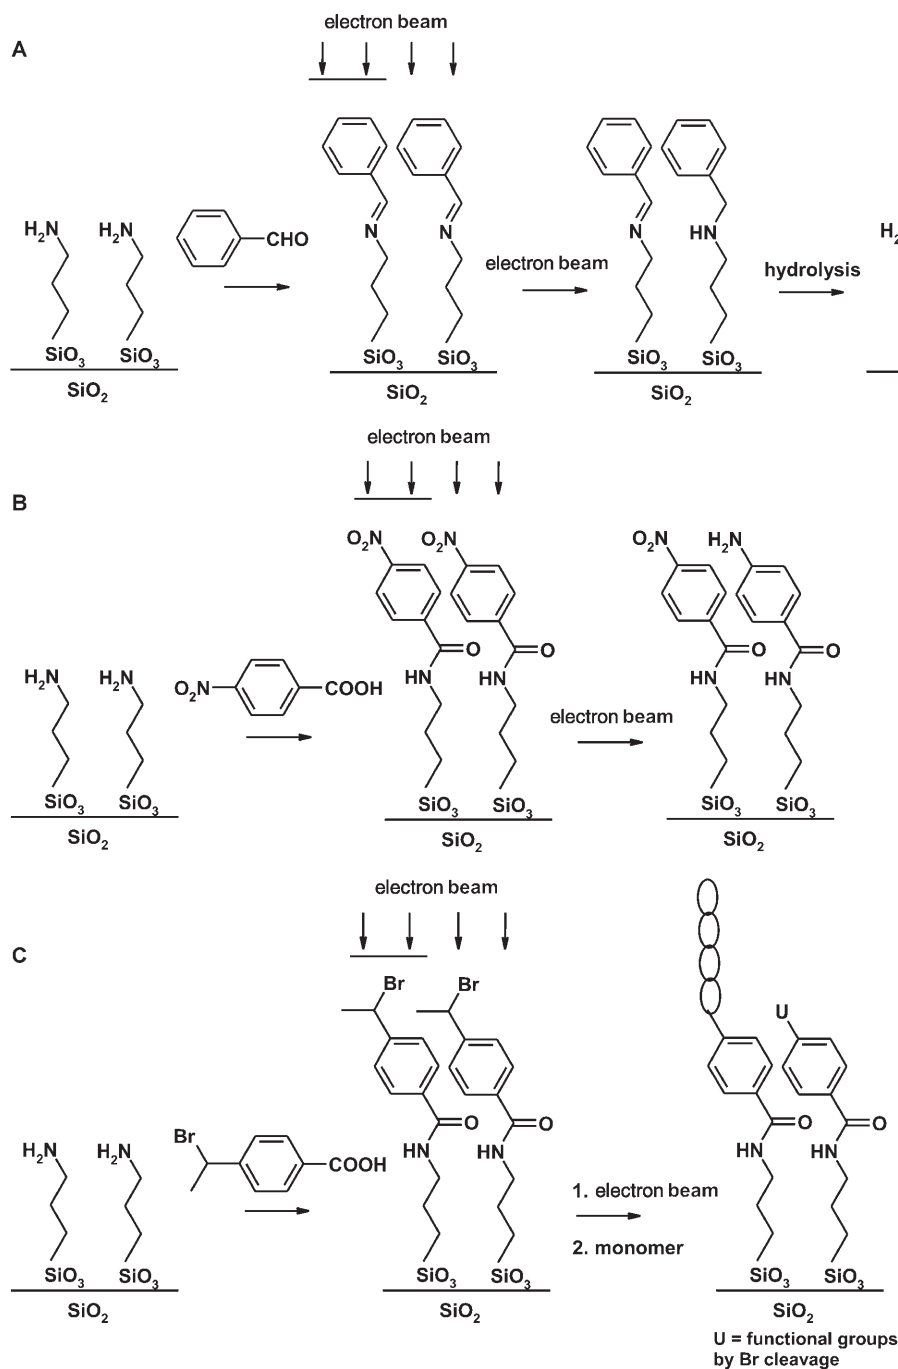 electron beam
A
H2N
H2N
CHO
N
N
electron beam
N
HN
hydrolysis
H2
SiO3
SiO3
SiO2
SiO3
SiO3
SiO2
SiO3
SiO3
SiO2
electron beam
B
O2N
O2N
O2N
H2N
H2N
H2N
O2N
COOH
HN
O
HN
O
electron beam
HN
O
HN
O
SiO3
SiO3
SiO2
SiO3
SiO3
SiO2
SiO3
SiO3
SiO2
electron beam
C
Br
Br
U
H2N
H2N
Br
COOH
HN
O
HN
O
1. electron beam
2. monomer
HN
O
HN
O
SiO3
SiO3
SiO2
SiO3
SiO3
SiO2
SiO3
SiO3
SiO2
U = functional groups
by Br cleavage